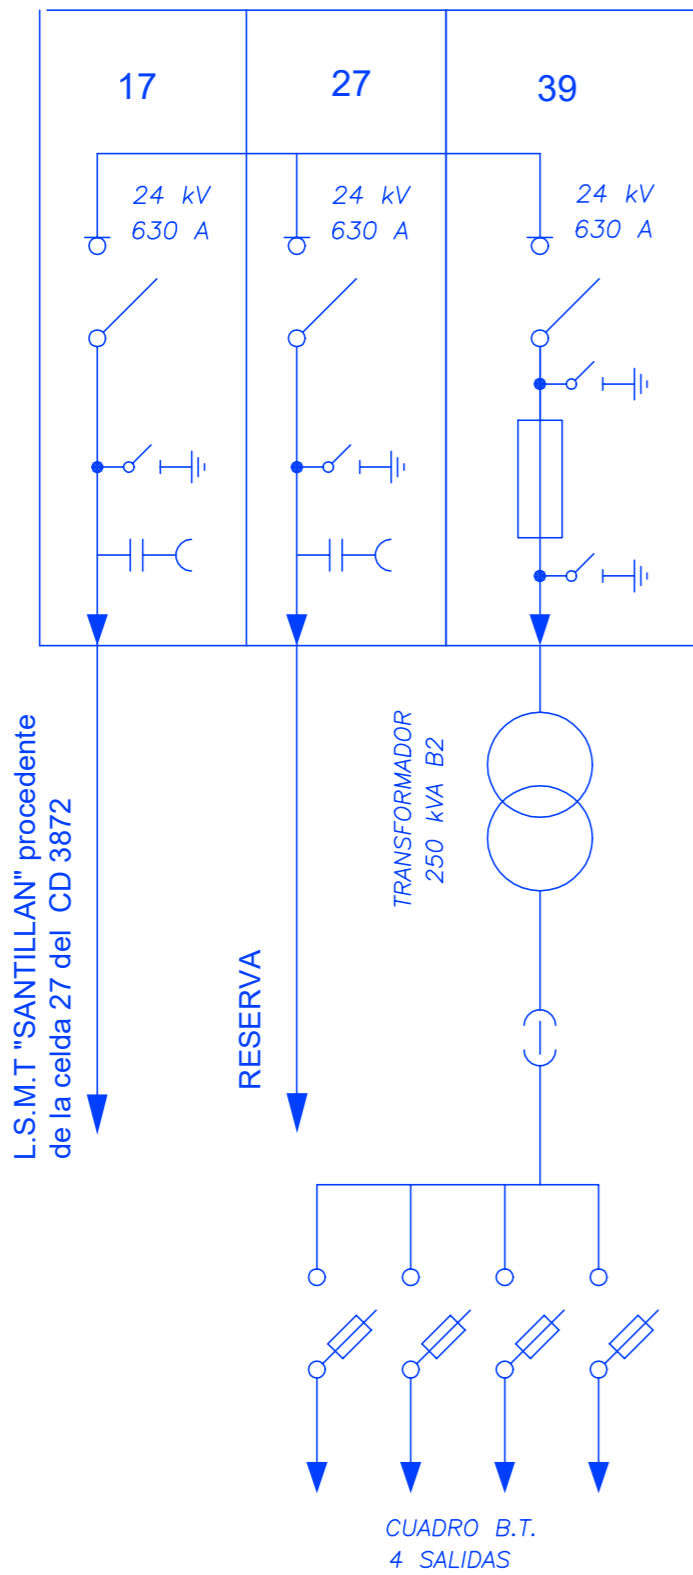 17
27
39
24 kV
630 A
24 kV
630 A
24 kV
630 A
L.S.M.T "SANTILLAN" procedente
de la celda 27 del CD 3872
RESERVA
TRANSFORMADOR
250 kVA B2
CUADRO B.T.
4 SALIDAS